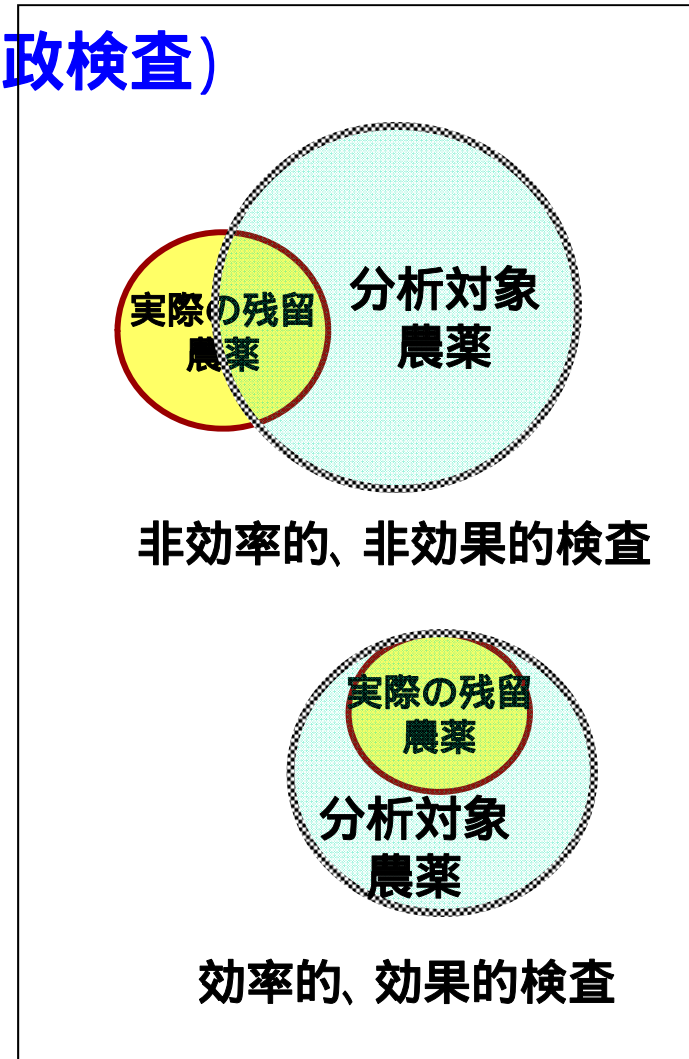 政検査)
実際の残留
農薬
分析対象
農薬
非効率的、非効果的検査
実際の残留
農薬
分析対象
農薬
効率的、効果的検査